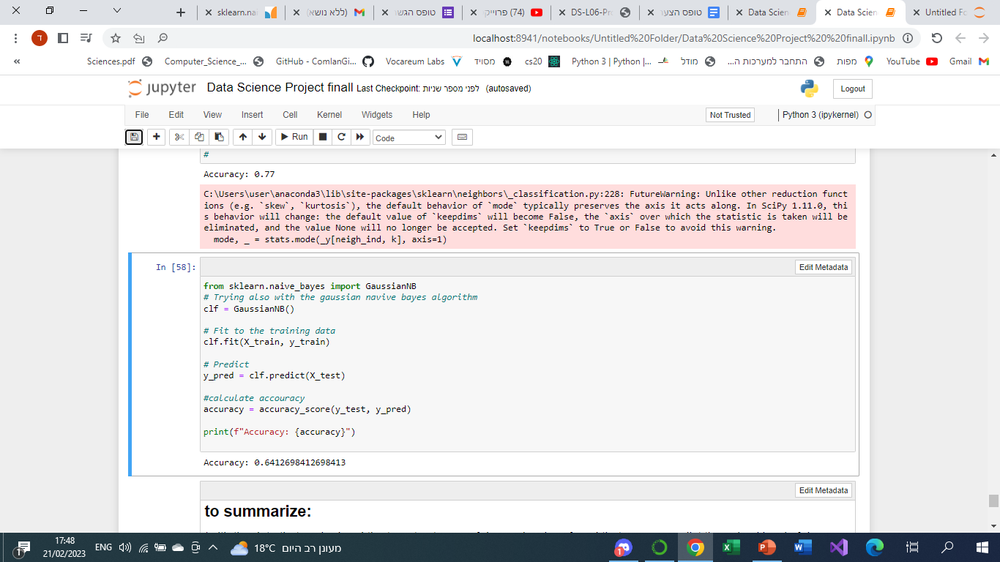 sklearn.nai
(ללא נושא)
טופס הגש
(74) פרוייק
DS-L06-Pr
טופס הצער
Data Scien
Data Scien
Untitled Fo
ד
localhost:8941/notebooks/Untitled%20Folder/Data%20Science%20Project%20%20finall.ipynb
«
Sciences.pdf
Computer_Science_...
GitHub - ComlanGi...
Vocareum Labs
מסויד
cs20
Python 3 | Python |...
מודל
התחבר למערכות ה...
מפות
YouTube
Gmail
jupyter Data Science Project finall Last Checkpoint: לפני מספר שניות (autosaved)
Logout
File Edit View Insert Cell Kernel Widgets Help
Not Trusted
Python 3 (ipykernel)
Run
Code
#
Accuracy: 0.77
C:\Users\user\anaconda3\lib\site-packages\sklearn\neighbors\_classification.py:228: FutureWarning: Unlike other reduction funct
ions (e.g. `skew`, `kurtosis`), the default behavior of `mode` typically preserves the axis it acts along. In SciPy 1.11.0, thi
s behavior will change: the default value of `keepdims` will become False, the `axis` over which the statistic is taken will be
eliminated, and the value None will no longer be accepted. Set `keepdims` to True or False to avoid this warning.
mode, _ = stats.mode(_y[neigh_ind, k], axis=1)
In [58]:
Edit Metadata
from sklearn.naive_bayes import GaussianNB
# Trying also with the gaussian navive bayes algorithm
clf = GaussianNB()
# Fit to the training data
clf.fit(X_train, y_train)
# Predict
y_pred = clf.predict(X_test)
#calculate accouracy
accuracy = accuracy_score(y_test, y_pred)
print(f"Accuracy: {accuracy}")
Accuracy: 0.6412698412698413
Edit Metadata
to summarize:
1
17:48
21/02/2023
ENG
18°C מעונן רב היום
1